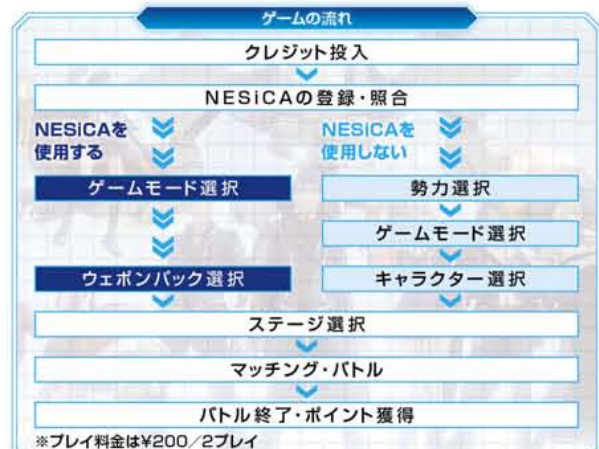 ゲームの流れ
クレジット投入
NESiCAの登録・照合
NESiCAを
使用する
NESiCAを
使用しない
ゲームモード選択
勢力選択
ゲームモード選択
ウェポンパック選択
キャラクター選択
ステージ選択
マッチング・バトル
バトル終了・ポイント獲得
※プレイ料金は¥200／2プレイ